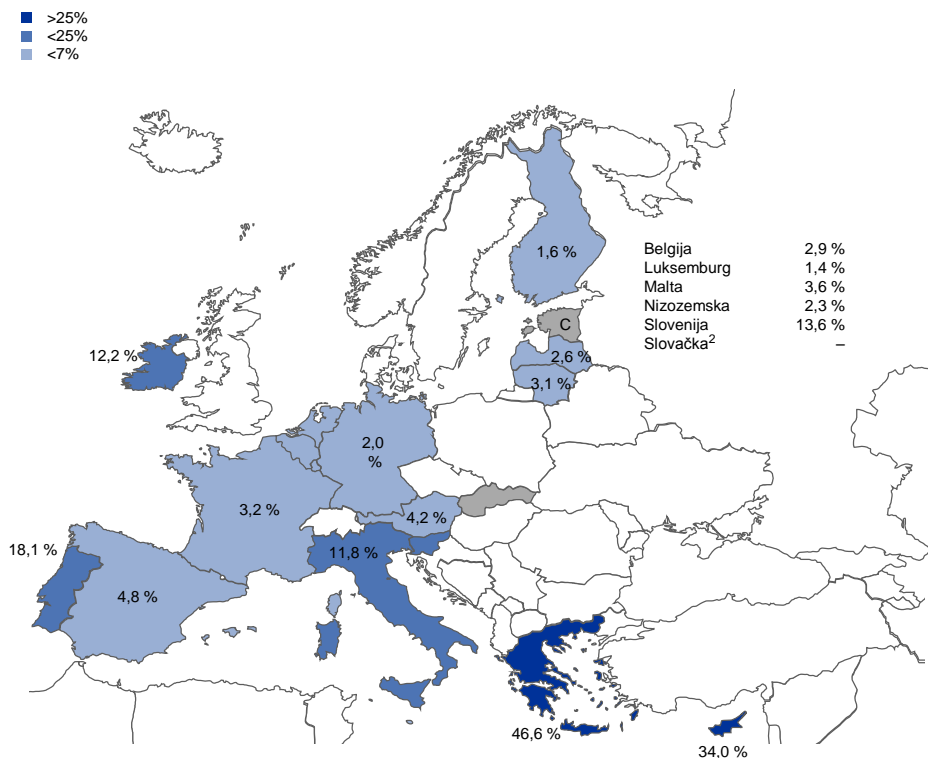 >25%
<25%
<7%
1,6 %
Belgija 2,9 %
Luksemburg 1,4 %
Malta 3,6 %
Nizozemska 2,3 %
Slovenija 13,6 %
Slovačka² –
C
12,2 %
2,6 %
3,1 %
2,0
%
3,2 %
4,2 %
18,1 %
11,8 %
4,8 %
46,6 %
34,0 %